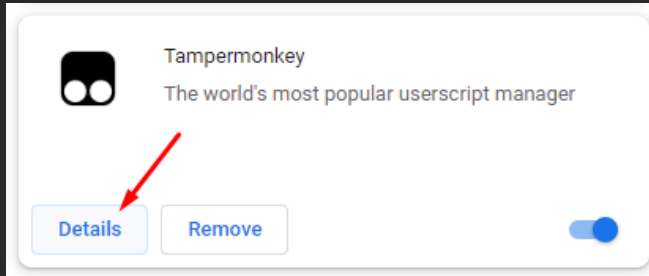 Tampermonkey
The world's most popular userscript manager
Details
Remove